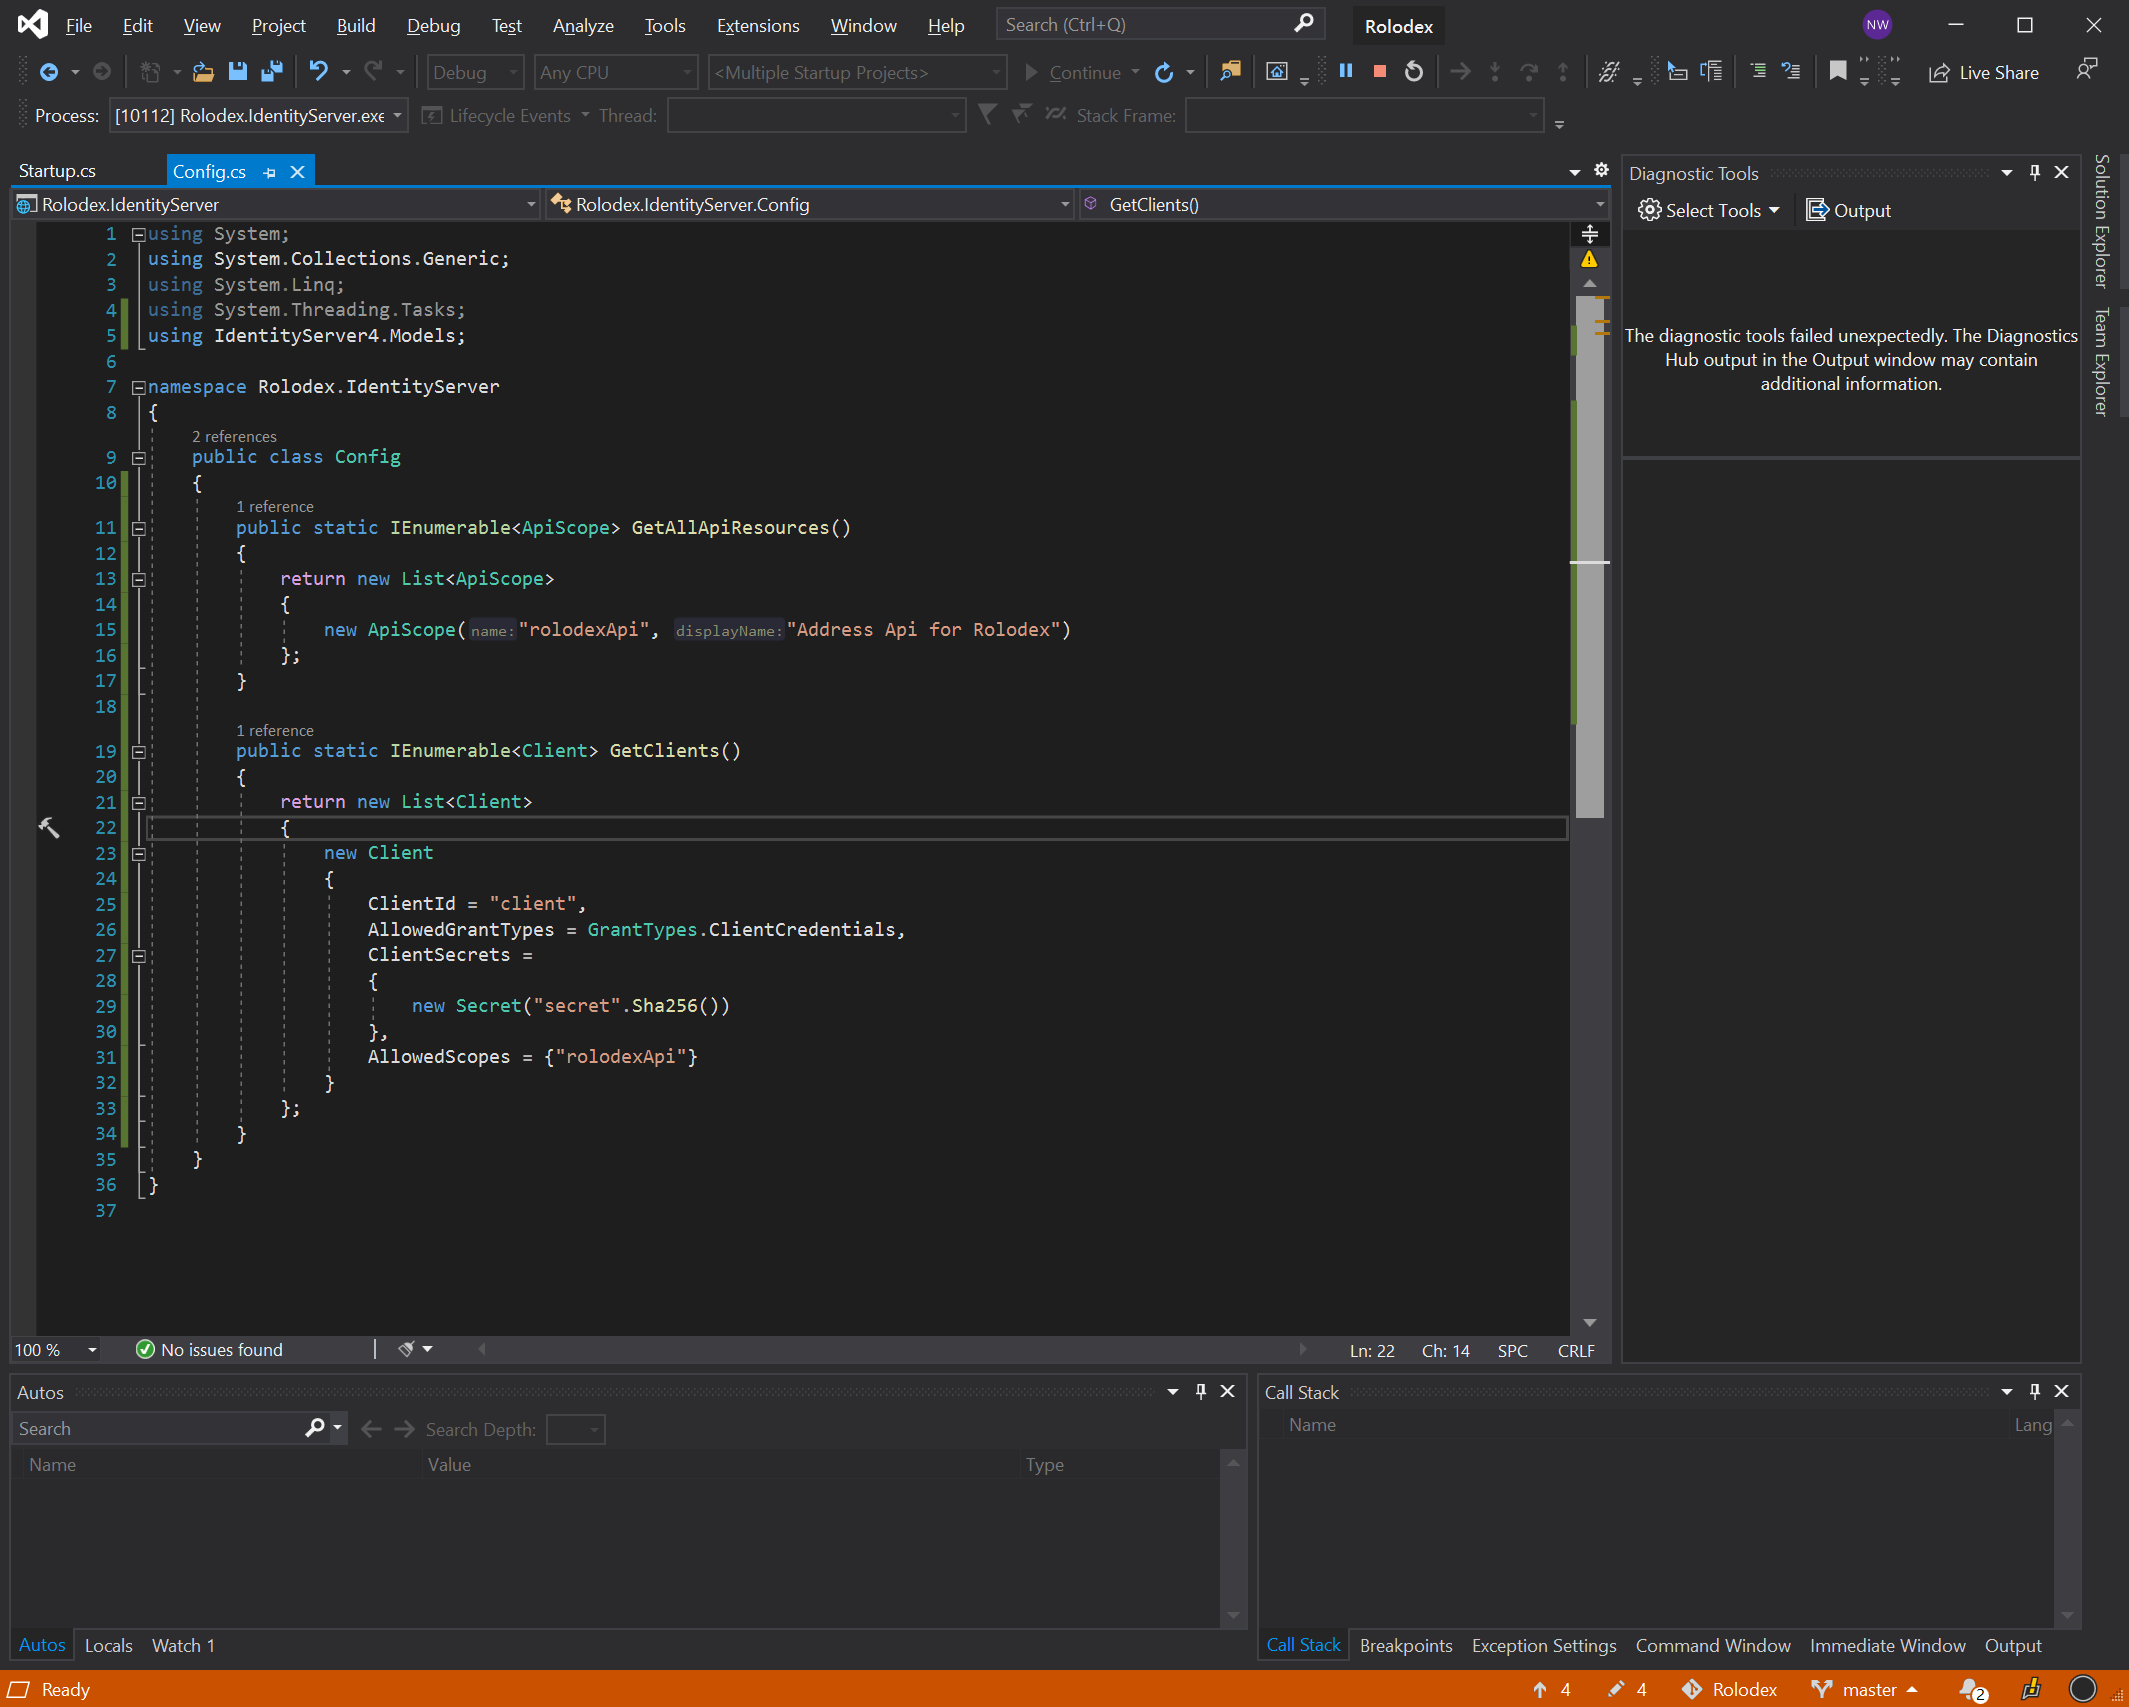 File Edit View Project Build Debug Test Analyze Tools Extensions Window Help Search (Ctrl+Q) Rolodex NW
Debug Any CPU <Multiple Startup Projects> Continue Live Share
Process: [10112] Rolodex.IdentityServer.exe Lifecycle Events Thread: Stack Frame:
Startup.cs Config.cs
Rolodex.IdentityServer Rolodex.IdentityServer.Config GetClients()
1 using System;
2 using System.Collections.Generic;
3 using System.Linq;
4 using System.Threading.Tasks;
5 using IdentityServer4.Models;
6
7 namespace Rolodex.IdentityServer
8 {
2 references
9 public class Config
10 {
1 reference
11 public static IEnumerable<ApiScope> GetAllApiResources()
12 {
13 return new List<ApiScope>
14 {
15 new ApiScope(name:"rolodexApi", displayName:"Address Api for Rolodex")
16 };
17 }
18
1 reference
19 public static IEnumerable<Client> GetClients()
20 {
21 return new List<Client>
22 {
23 new Client
24 {
25 ClientId = "client",
26 AllowedGrantTypes = GrantTypes.ClientCredentials,
27 ClientSecrets =
28 {
29 new Secret("secret".Sha256())
30 },
31 AllowedScopes = {"rolodexApi"}
32 }
33 };
34 }
35 }
36 }
37
100 % No issues found Ln: 22 Ch: 14 SPC CRLF
Diagnostic Tools
Select Tools Output
The diagnostic tools failed unexpectedly. The Diagnostics
Hub output in the Output window may contain
additional information.
Solution Explorer
Team Explorer
Autos
Search Search Depth:
Name Value Type
Autos Locals Watch 1
Call Stack
Name Lang
Call Stack Breakpoints Exception Settings Command Window Immediate Window Output
Ready 4 4 Rolodex master 2